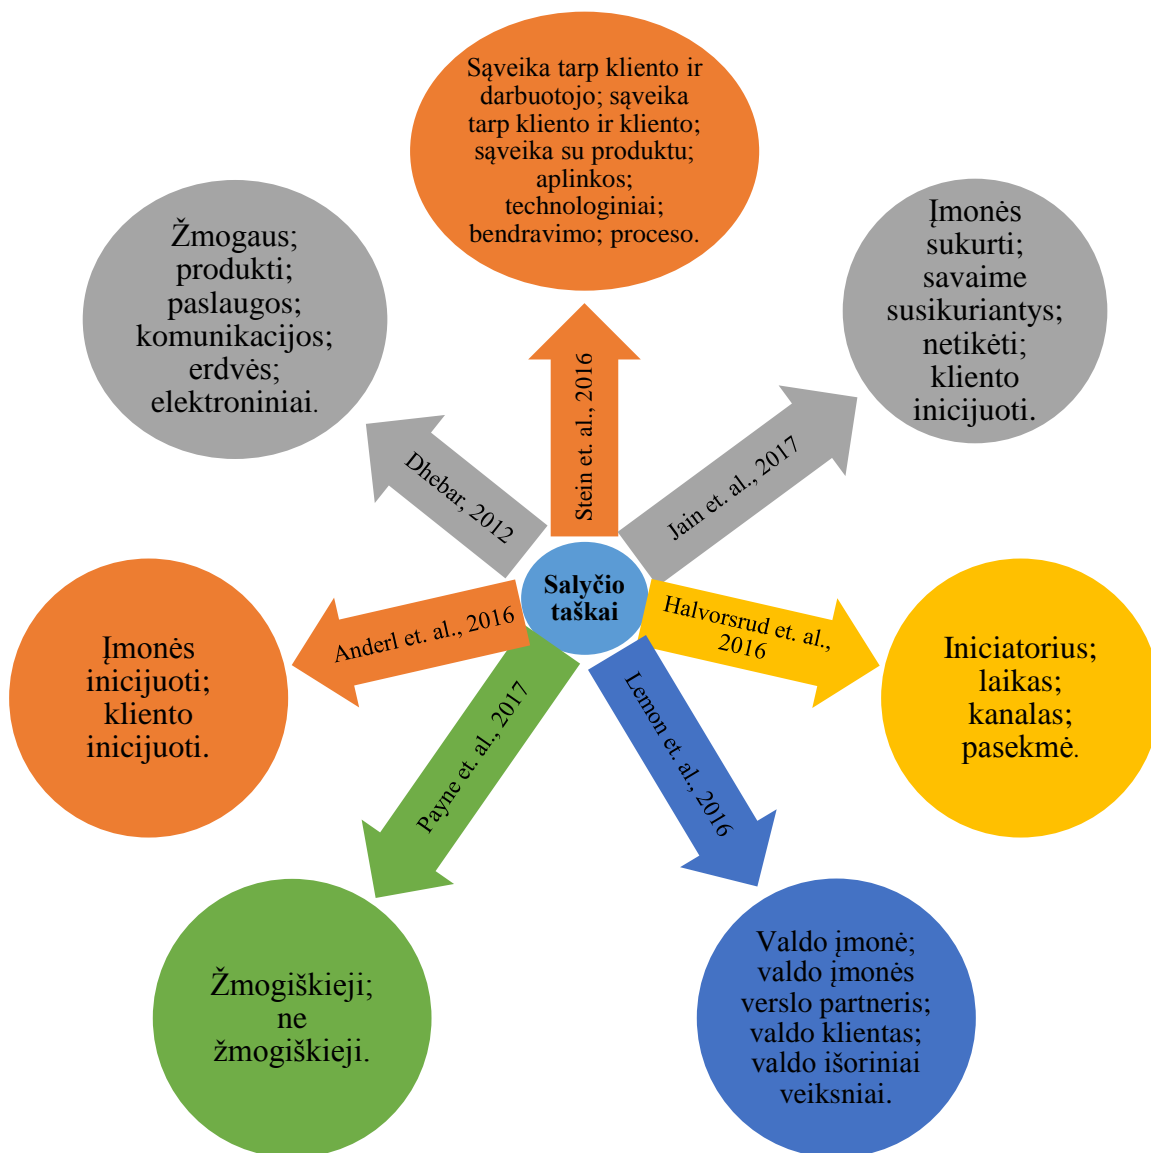 Sąveika tarp kliento ir
darbuotojo; sąveika
tarp kliento ir kliento;
sąveika su produktu;
aplinkos;
technologiniai;
bendravimo; proceso.
Žmogaus;
produkti;
paslaugos;
komunikacijos;
erdvės;
elektroniniai.
Įmonės
sukurti;
savaime
susikuriantys;
netikėti;
kliento
inicijuoti.
Stein et. al., 2016
Dhebar, 2012
Jain et. al., 2017
Salyčio
taškai
Anderl et. al., 2016
Halvorsrud et. al.,
2016
Payne et. al., 2017
Lemon et. al., 2016
Įmonės
inicijuoti;
kliento
inicijuoti.
Iniciatorius;
laikas;
kanalas;
pasekmė.
Žmogiškieji;
ne
žmogiškieji.
Valdo įmonė;
valdo įmonės
verslo partneris;
valdo klientas;
valdo išoriniai
veiksniai.